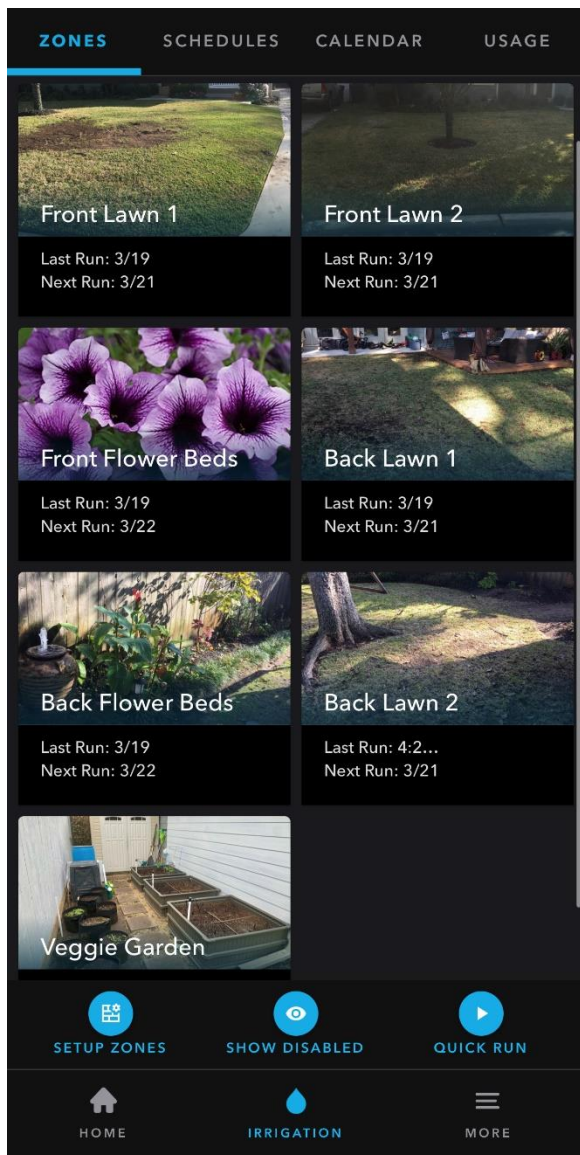 ZONES SCHEDULES CALENDAR USAGE
Front Lawn 1
Last Run: 3/19
Next Run: 3/21
Front Lawn 2
Last Run: 3/19
Next Run: 3/21
Front Flower Beds
Last Run: 3/19
Next Run: 3/22
Back Lawn 1
Last Run: 3/19
Next Run: 3/21
Back Flower Beds
Last Run: 3/19
Next Run: 3/22
Back Lawn 2
Last Run: 4:2...
Next Run: 3/21
Veggie Garden
SETUP ZONES SHOW DISABLED QUICK RUN
HOME IRRIGATION MORE